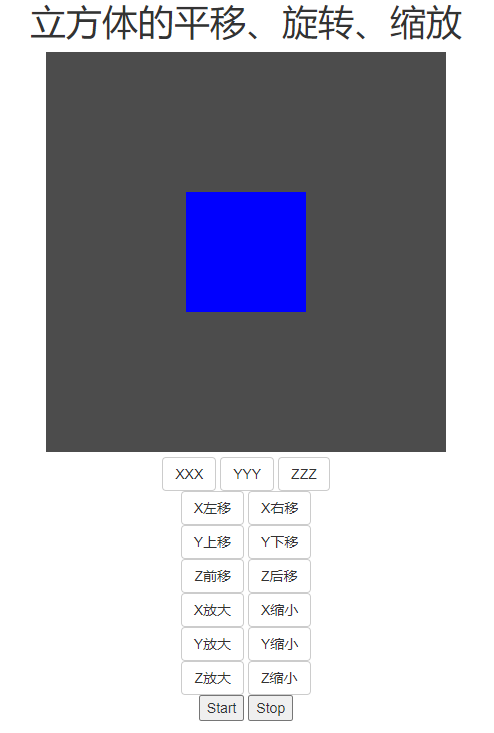 立方体的平移、旋转、缩放
XXX YYY ZZZ
X左移 X右移
Y上移 Y下移
Z前移 Z后移
X放大 X缩小
Y放大 Y缩小
Z放大 Z缩小
Start Stop